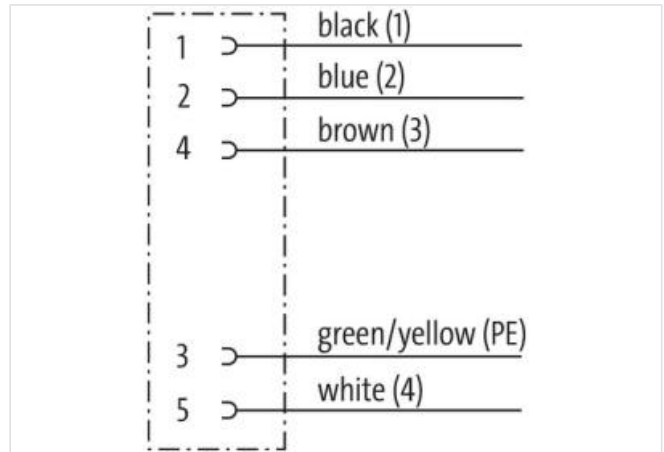 1 black (1)
2 blue (2)
4 brown (3)
3 green/yellow (PE)
5 white (4)